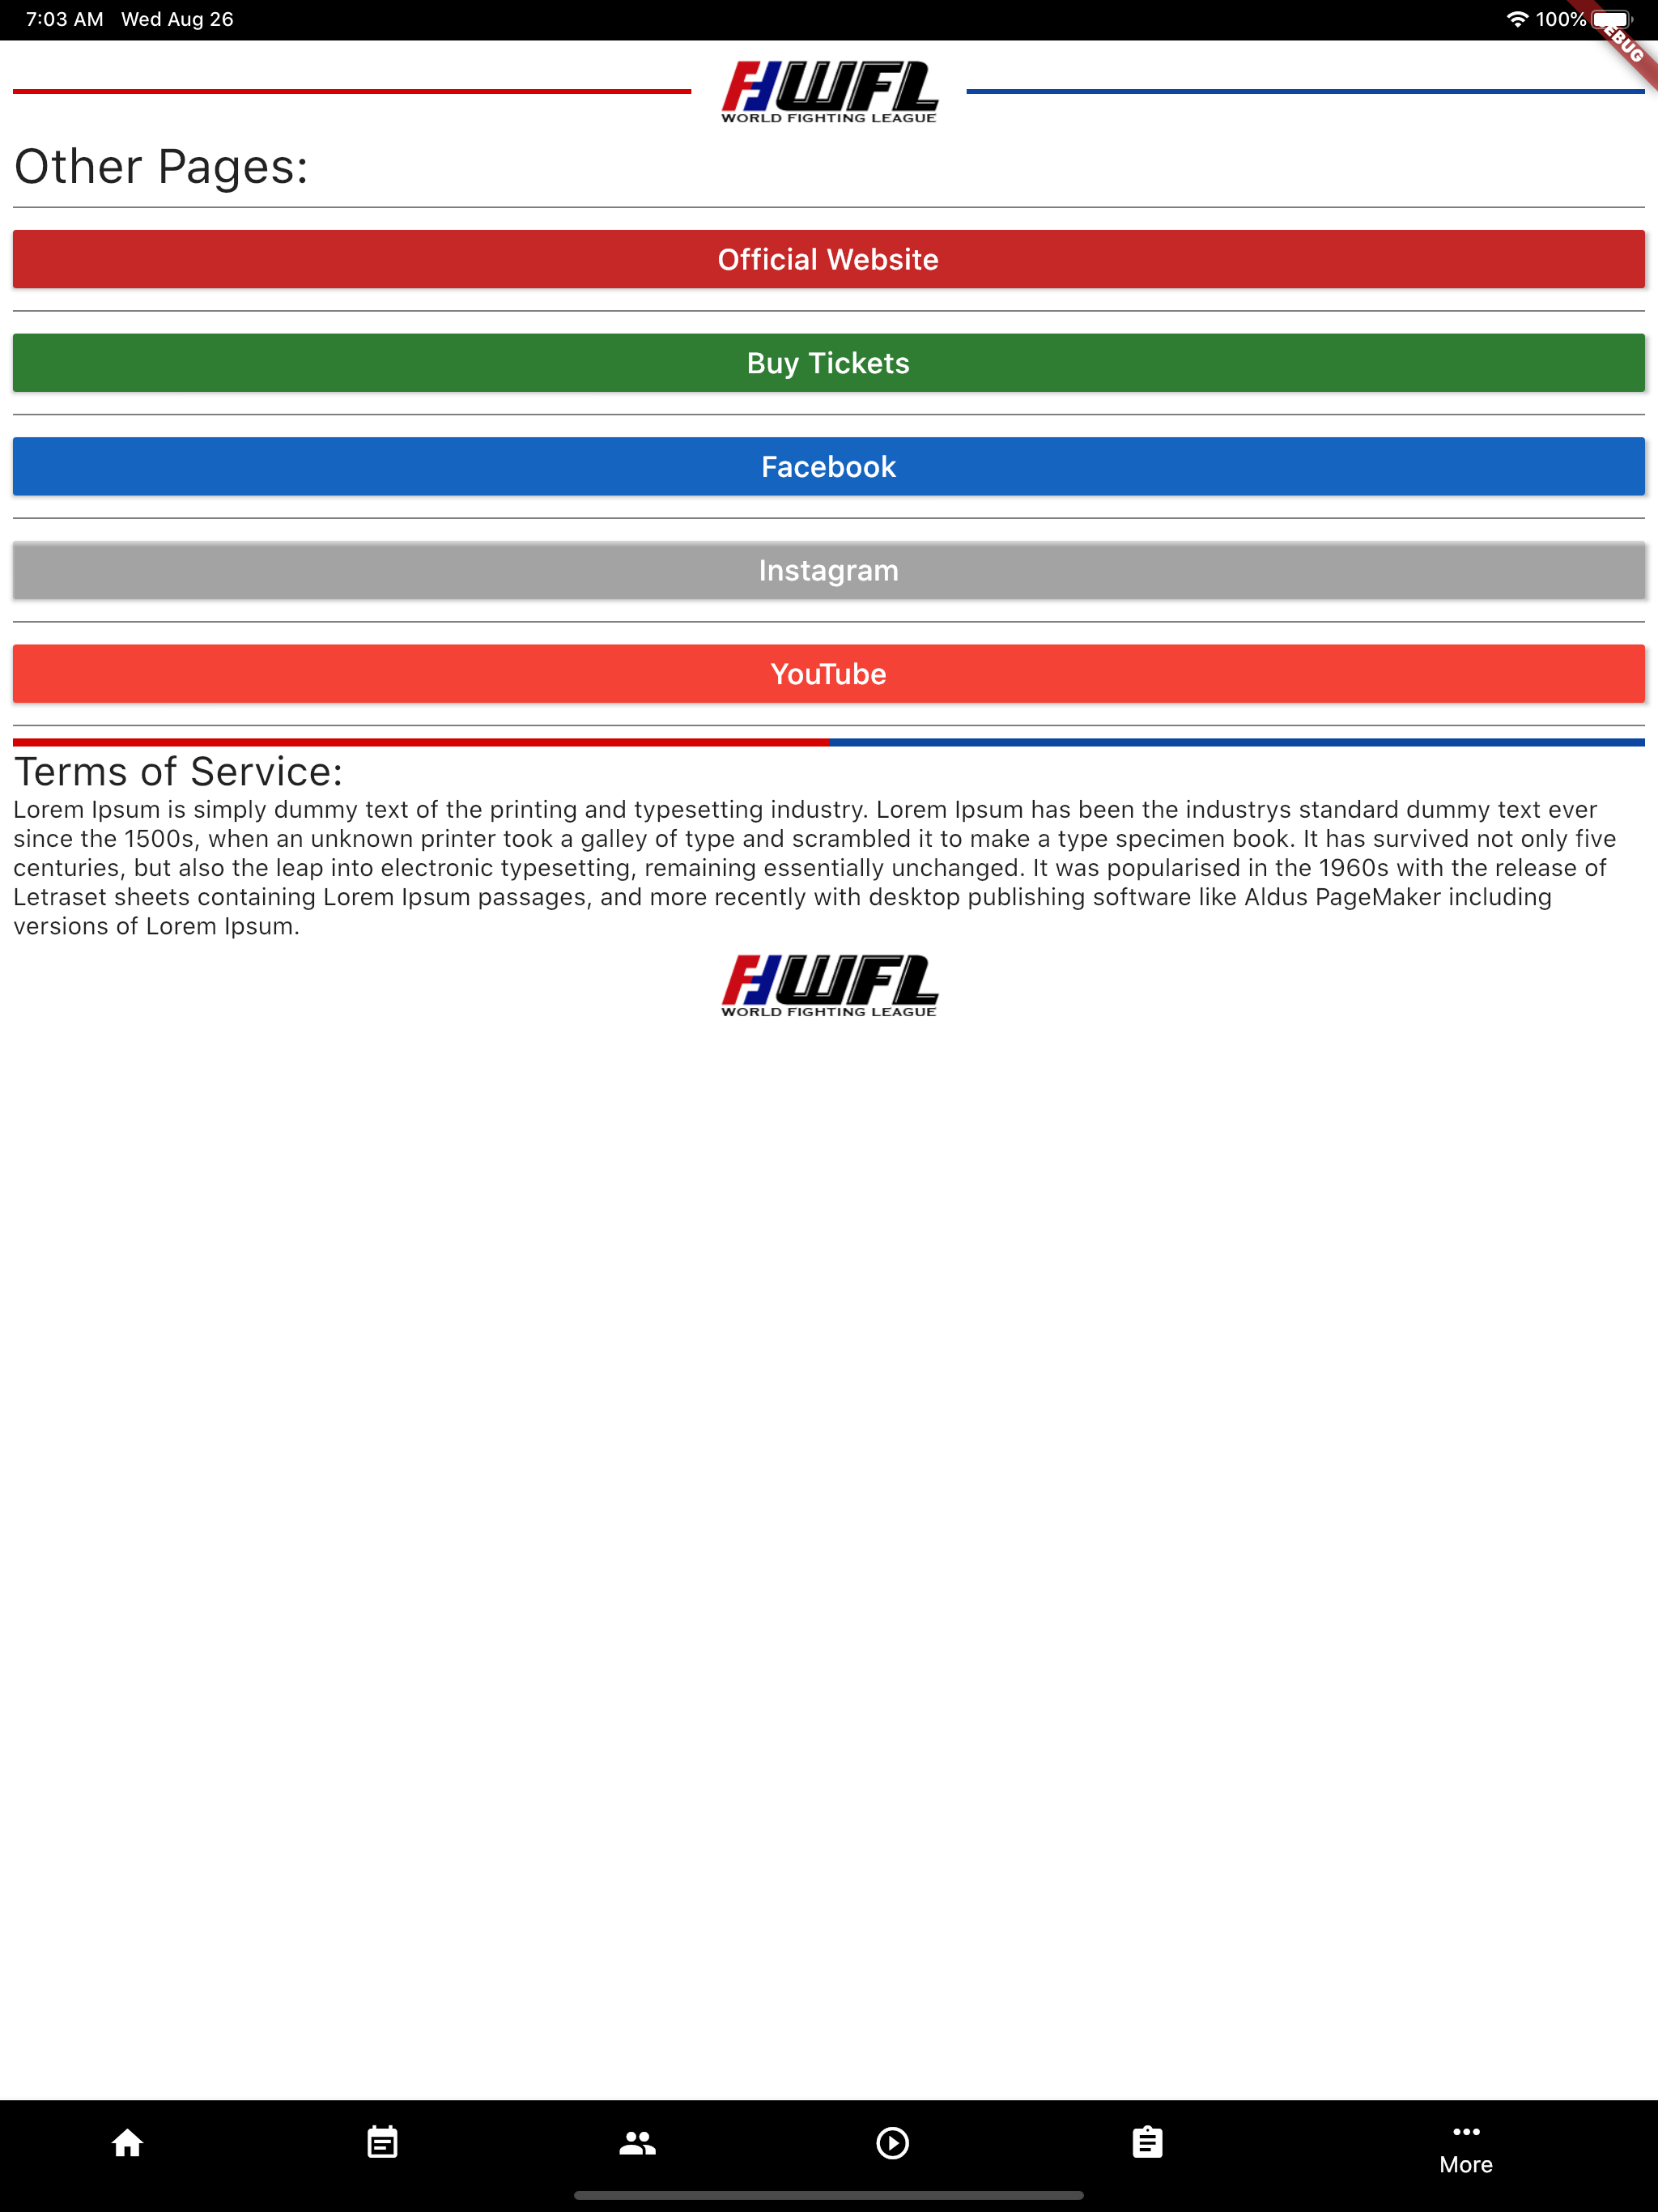 7:03 AM Wed Aug 26 100%
WFL
WORLD FIGHTING LEAGUE
Other Pages:
Official Website
Buy Tickets
Facebook
Instagram
YouTube
Terms of Service:
Lorem Ipsum is simply dummy text of the printing and typesetting industry. Lorem Ipsum has been the industrys standard dummy text ever
since the 1500s, when an unknown printer took a galley of type and scrambled it to make a type specimen book. It has survived not only five
centuries, but also the leap into electronic typesetting, remaining essentially unchanged. It was popularised in the 1960s with the release of
Letraset sheets containing Lorem Ipsum passages, and more recently with desktop publishing software like Aldus PageMaker including
versions of Lorem Ipsum.
WFL
WORLD FIGHTING LEAGUE
More